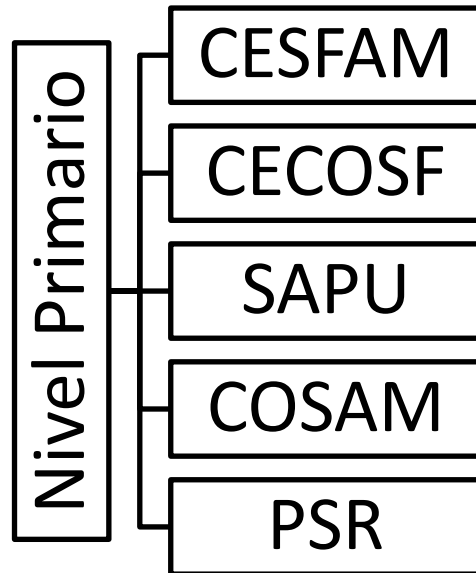 Nivel Primario
CESFAM
CECOSF
SAPU
COSAM
PSR